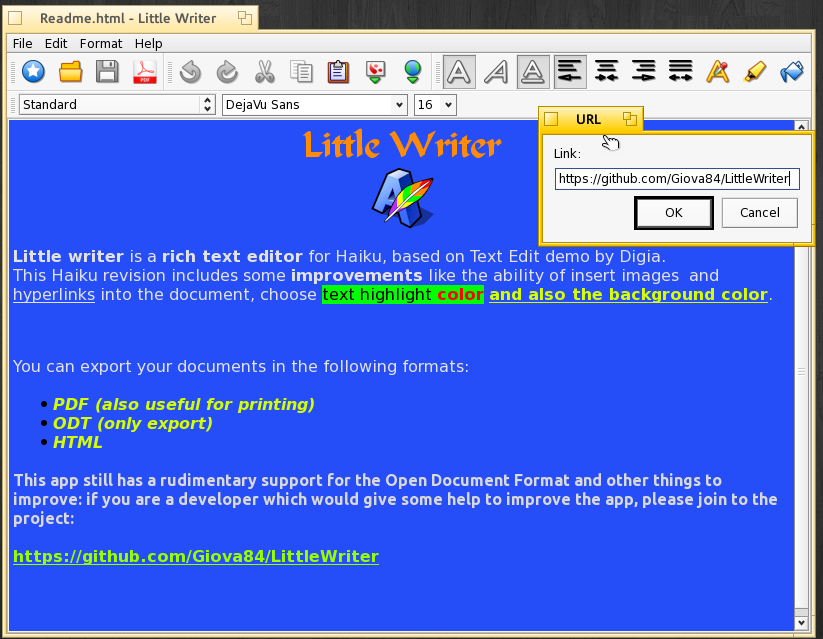 Readme.html - Little Writer
File Edit Format Help
PDF
Standard DejaVu Sans 16
URL
Link:
https://github.com/Giova84/LittleWriter
OK Cancel
Little Writer
Little writer is a rich text editor for Haiku, based on Text Edit demo by Digia.
This Haiku revision includes some improvements like the ability of insert images and
hyperlinks into the document, choose text highlight color and also the background color.
You can export your documents in the following formats:
• PDF (also useful for printing)
• ODT (only export)
• HTML
This app still has a rudimentary support for the Open Document Format and other things to
improve: if you are a developer which would give some help to improve the app, please join to the
project:
https://github.com/Giova84/LittleWriter